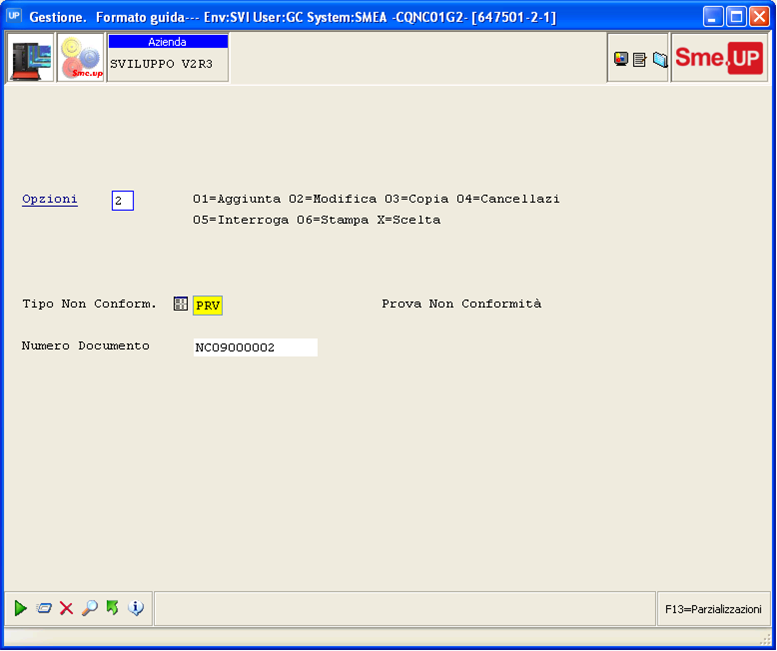 UP Gestione. Formato guida--- Env:SVI User:GC System:SMEA -CQNC01G2- [647501-2-1]
Azienda
SVILUPPO V2R3
Sme.up
Sme.UP
Opzioni 2 01=Aggiunta 02=Modifica 03=Copia 04=Cancellazi
05=Interroga 06=Stampa X=Scelta
Tipo Non Conform. PRV Prova Non Conformità
Numero Documento NC09000002
F13=Parzializzazioni